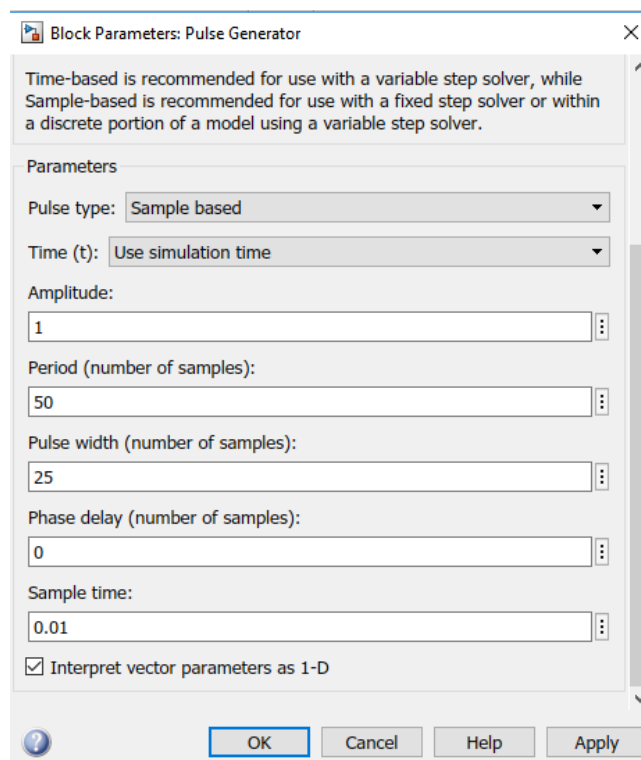 Block Parameters: Pulse Generator
Time-based is recommended for use with a variable step solver, while
Sample-based is recommended for use with a fixed step solver or within
a discrete portion of a model using a variable step solver.
Parameters
Pulse type: Sample based
Time (t): Use simulation time
Amplitude:
1
Period (number of samples):
50
Pulse width (number of samples):
25
Phase delay (number of samples):
0
Sample time:
0.01
Interpret vector parameters as 1-D
? OK Cancel Help Apply